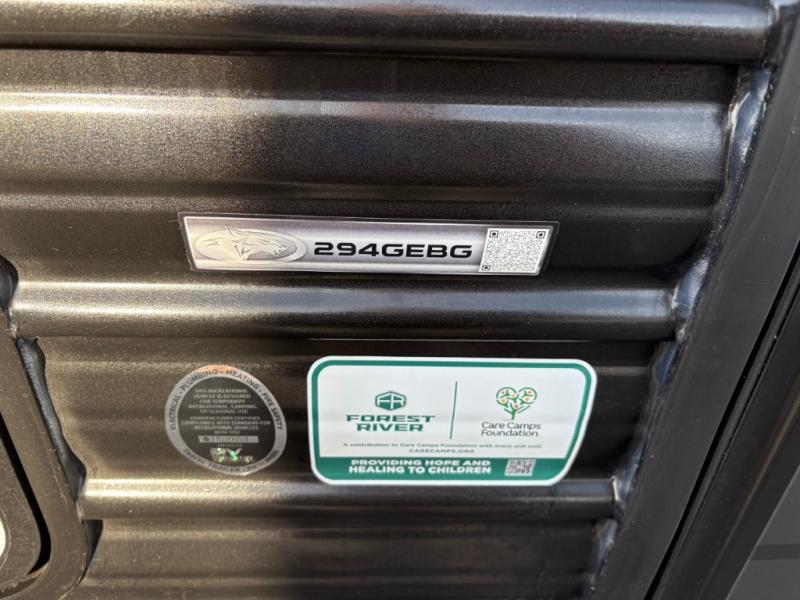 294GEBG
ELECTRICAL • PLUMBING • HEATING • FIRE SAFETY
THIS RECREATIONAL
VEHICLE IS DESIGNED
FOR TEMPORARY
RECREATIONAL, CAMPING,
OR SEASONAL USE.
MANUFACTURER CERTIFIES
COMPLIANCE WITH STANDARD FOR
RECREATIONAL VEHICLES
FR
FOREST
RIVER
Care Camps
Foundation
A contribution to Care Camps Foundation with every unit sold
CARECAMPS.ORG
PROVIDING HOPE AND
HEALING TO CHILDREN